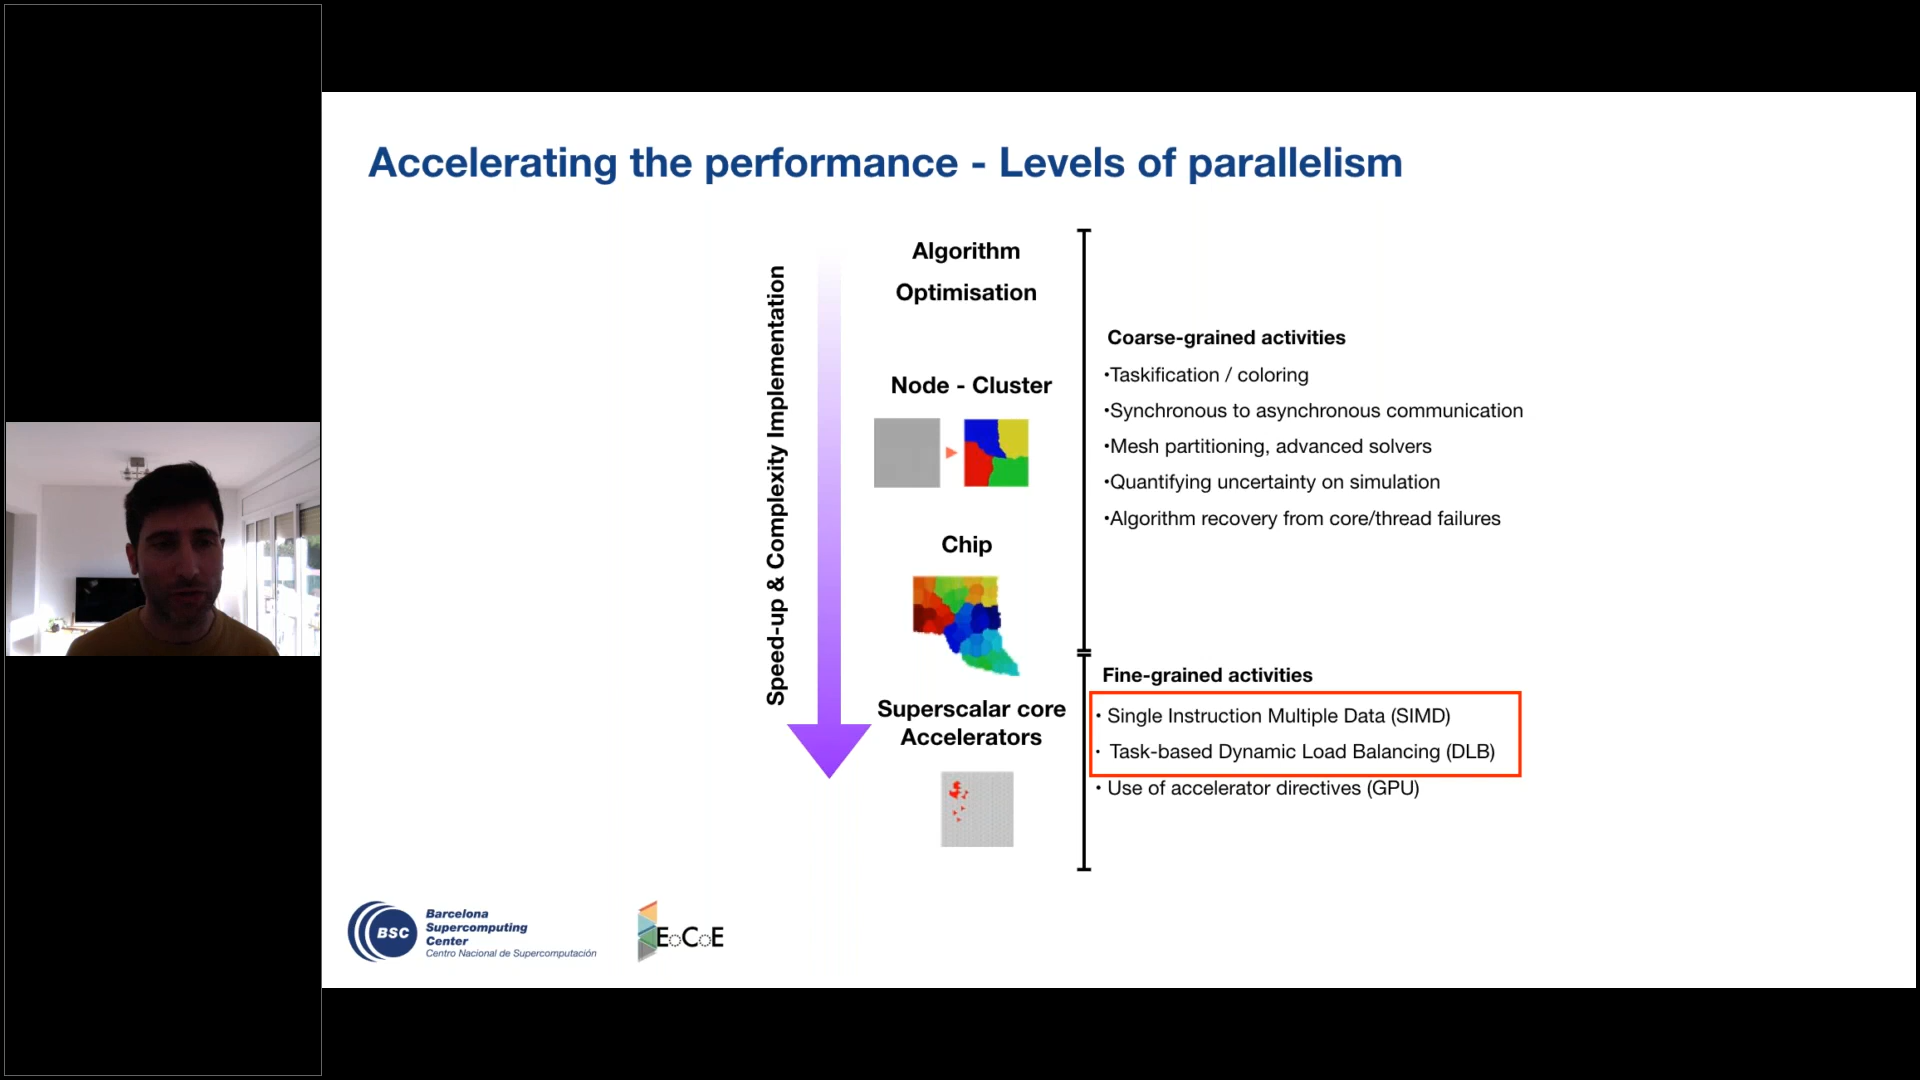 Accelerating the performance - Levels of parallelism
Speed-up & Complexity Implementation
Algorithm
Optimisation
Node - Cluster
Chip
Superscalar core
Accelerators
Coarse-grained activities
•Taskification / coloring
•Synchronous to asynchronous communication
•Mesh partitioning, advanced solvers
•Quantifying uncertainty on simulation
•Algorithm recovery from core/thread failures
Fine-grained activities
• Single Instruction Multiple Data (SIMD)
• Task-based Dynamic Load Balancing (DLB)
• Use of accelerator directives (GPU)
BSC
Barcelona
Supercomputing
Center
Centro Nacional de Supercomputación
EoCoE